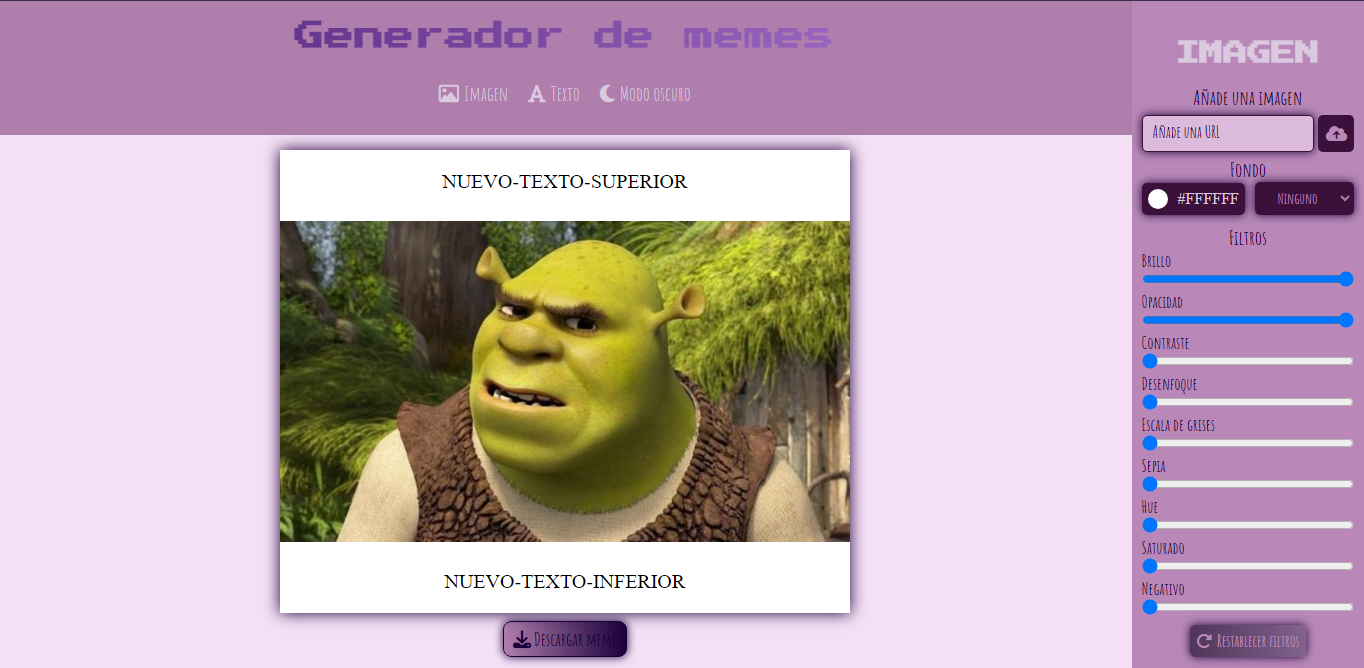 Generador de memes
Imagen Texto Modo oscuro
NUEVO-TEXTO-SUPERIOR
NUEVO-TEXTO-INFERIOR
Descargar meme
IMAGEN
Añade una imagen
Añade una URL
Fondo
#FFFFFF Ninguno
Filtros
Brillo
Opacidad
Contraste
Desenfoque
Escala de grises
Sepia
Hue
Saturado
Negativo
Restablecer filtros